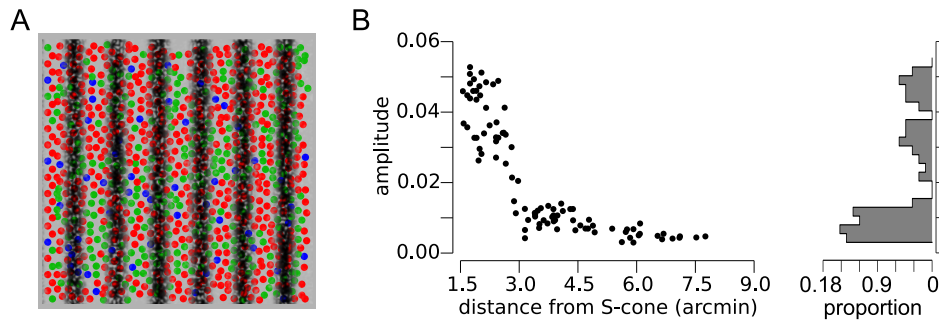 A
B
0.06
0.04
0.02
0.00
amplitude
1.5 3.0 4.5 6.0 7.5 9.0
distance from S-cone (arcmin)
0.18 0.9 0
proportion